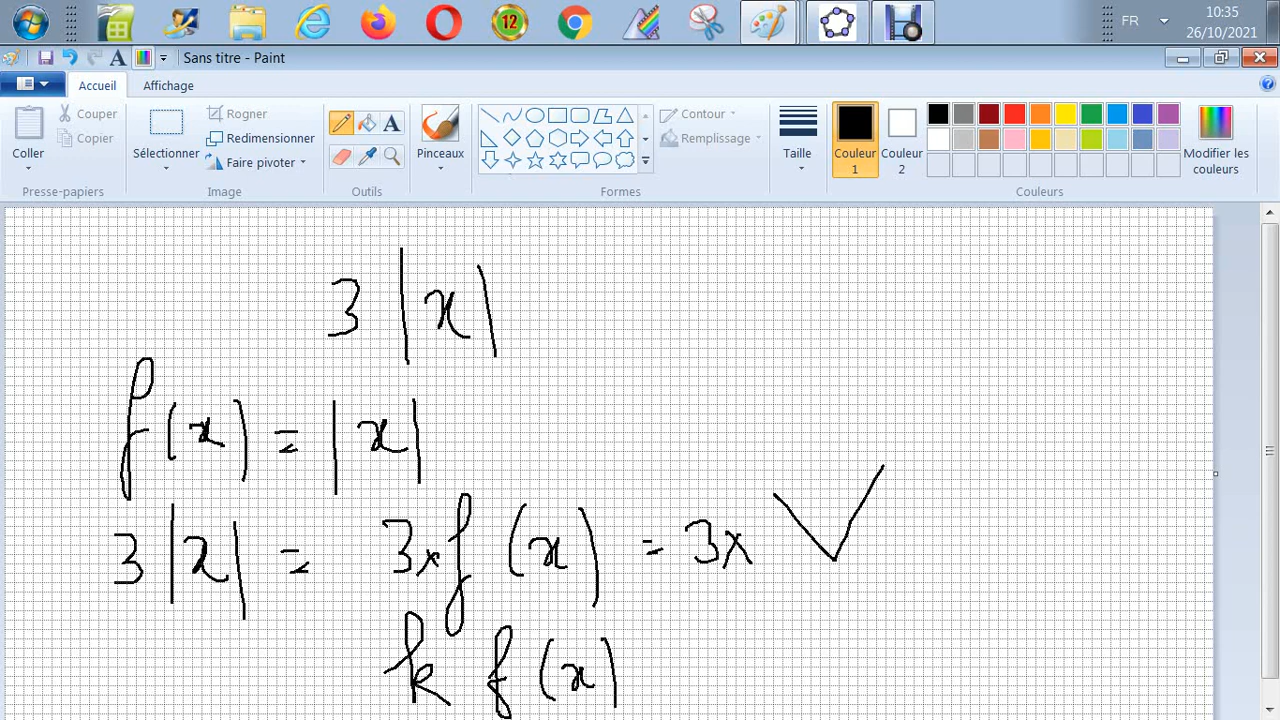 12
FR
10:35
26/10/2021
Sans titre - Paint
Accueil Affichage
Coller
Couper
Copier
Presse-papiers
Sélectionner
Rogner
Redimensionner
Faire pivoter
Image
Outils
Pinceaux
Contour
Remplissage
Formes
Taille
Couleur 1
Couleur 2
Modifier les couleurs
Couleurs
3 |x|
f(x) = |x|
3 |x| = 3x f (x) = 3x
k f (x)